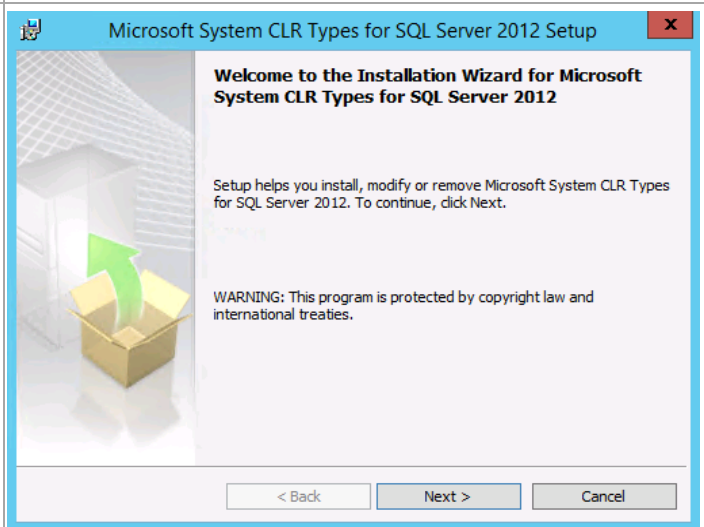 Microsoft System CLR Types for SQL Server 2012 Setup
x
Welcome to the Installation Wizard for Microsoft
System CLR Types for SQL Server 2012
Setup helps you install, modify or remove Microsoft System CLR Types
for SQL Server 2012. To continue, click Next.
WARNING: This program is protected by copyright law and
international treaties.
< Back Next > Cancel